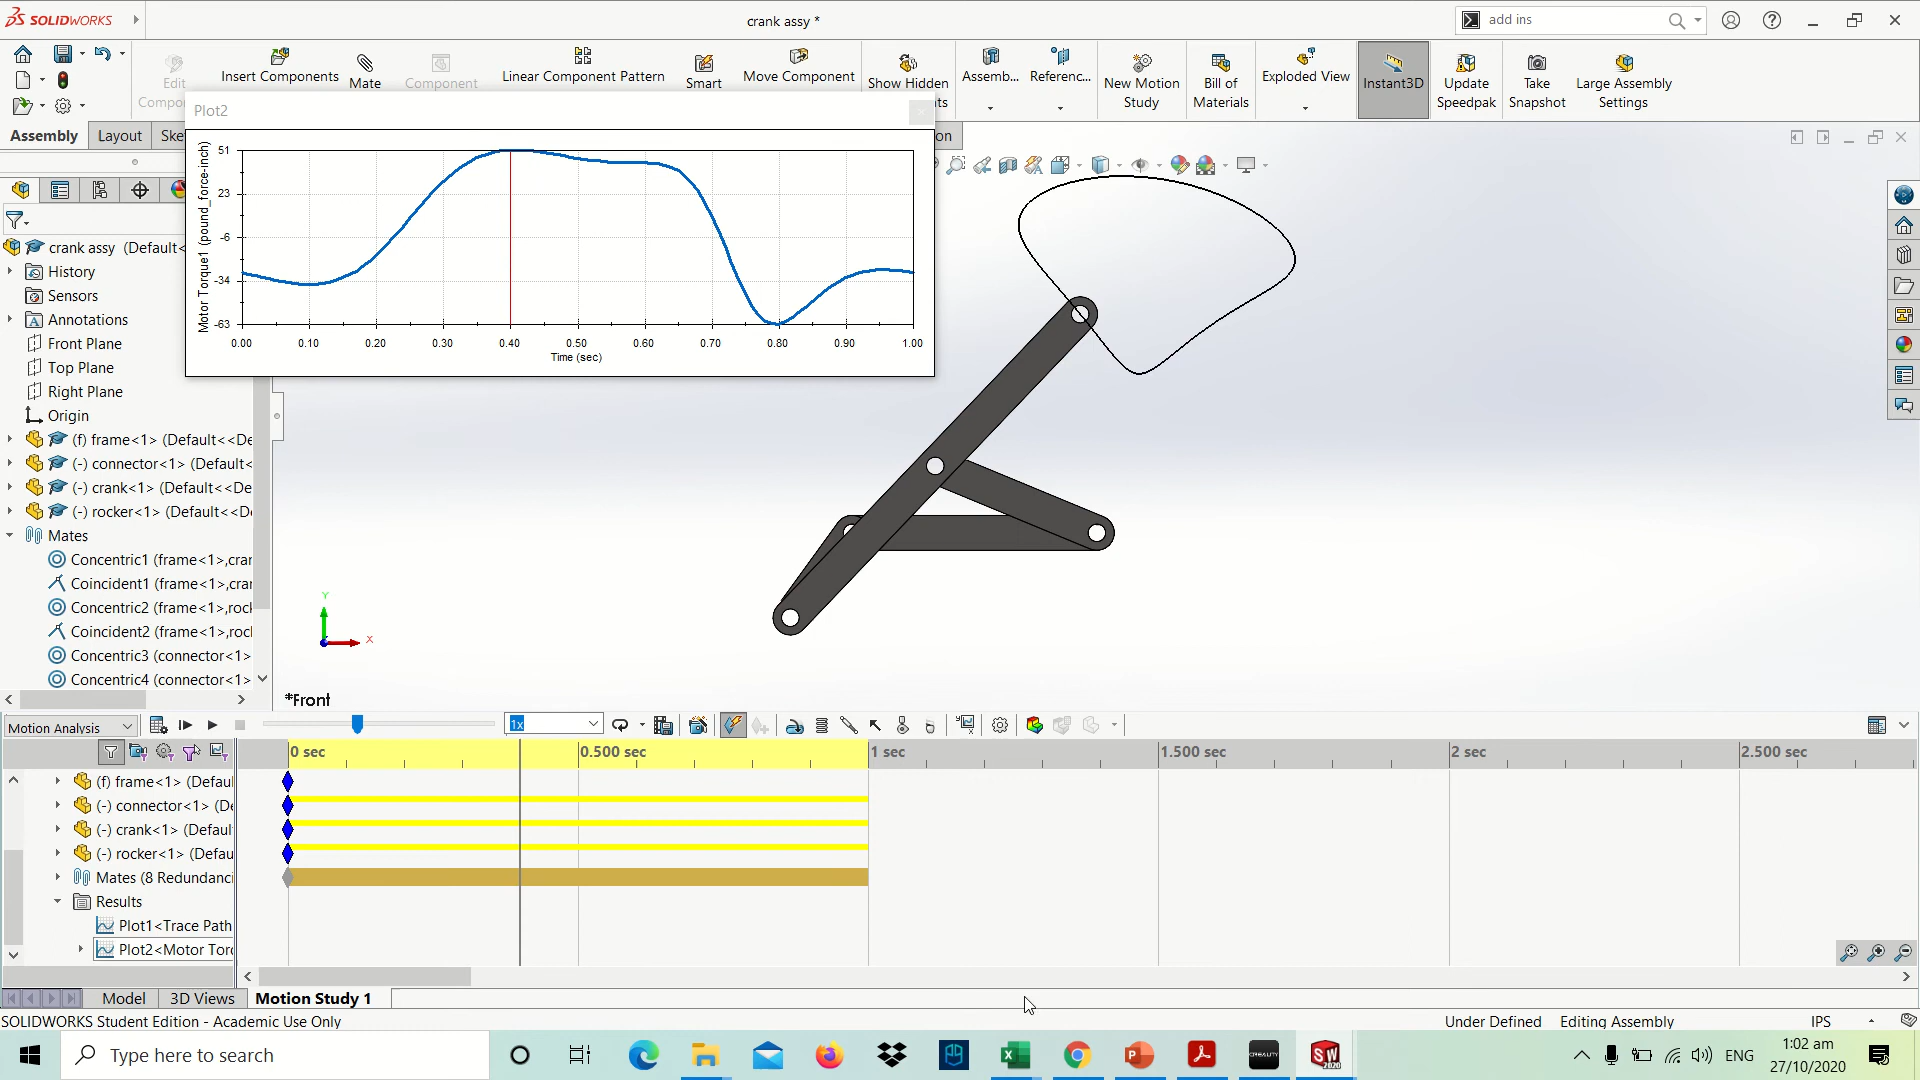 SOLIDWORKS
crank assy *
add ins
Edit
Compo
Insert Components
Mate
Component
Linear Component Pattern
Smart
Move Component
Show Hidden
nts
Assemb...
Referenc...
New Motion
Study
Bill of
Materials
Exploded View
Instant3D
Update
Speedpak
Take
Snapshot
Large Assembly
Settings
Assembly
Layout
Ske
on
Plot2
Motor Torque1 (pound_force-inch)
51
23
-6
-34
-63
0.00
0.10
0.20
0.30
0.40
0.50
0.60
0.70
0.80
0.90
1.00
Time (sec)
crank assy (Default<
History
Sensors
Annotations
Front Plane
Top Plane
Right Plane
Origin
(f) frame<1> (Default<<De
(-) connector<1> (Default<
(-) crank<1> (Default<<De
(-) rocker<1> (Default<<D
Mates
Concentric1 (frame<1>,cran
Coincident1 (frame<1>,cra
Concentric2 (frame<1>,rock
Coincident2 (frame<1>,rocl
Concentric3 (connector<1>
Concentric4 (connector<1>
Y
X
*Front
Motion Analysis
1x
0 sec
0.500 sec
1 sec
1.500 sec
2 sec
2.500 sec
(f) frame<1> (Defaul
(-) connector<1> (De
(-) crank<1> (Defaul
(-) rocker<1> (Defau
Mates (8 Redundanci
Results
Plot1<Trace Path
Plot2<Motor Torc
Model
3D Views
Motion Study 1
SOLIDWORKS Student Edition - Academic Use Only
Under Defined
Editing Assembly
IPS
Type here to search
CREALITY
SW
2020
ENG
1:02 am
27/10/2020